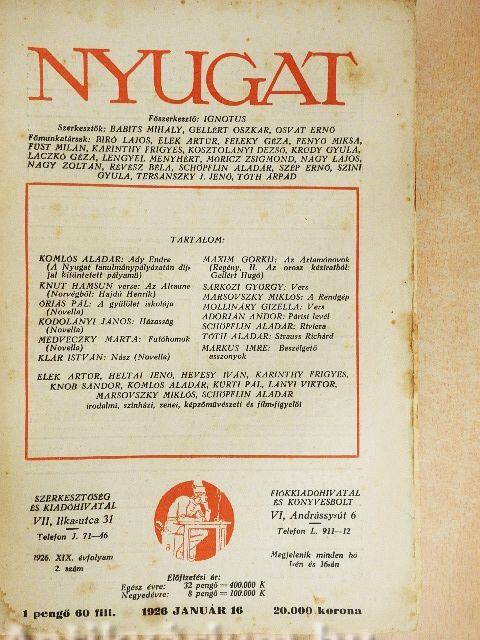 NYUGAT
Főszerkesztő: IGNOTUS
Szerkesztők: BABITS MIHÁLY, GELLÉRT OSZKÁR, OSVÁT ERNŐ
Főmunkatársak: BIRÓ LAJOS, ELEK ARTUR, FELEKY GÉZA, FENYŐ MIKSA,
FÜST MILÁN, KARINTHY FRIGYES, KOSZTOLÁNYI DEZSŐ, KRÚDY GYULA,
LACZKÓ GÉZA, LENGYEL MENYHÉRT, MÓRICZ ZSIGMOND, NAGY LAJOS,
NAGY ZOLTÁN, RÉVÉSZ BÉLA, SCHÖPFLIN ALADÁR, SZÉP ERNŐ, SZINI
GYULA, TERSÁNSZKY J. JENŐ, TÓTH ÁRPÁD
TARTALOM:
KOMLÓS ALADÁR: Ady Endre
(A Nyugat tanulmánypályázatán díj-
jal kitüntetett pályamű)
KNUT HAMSUN verse: Az Alraune
(Norvégből: Hajdú Henrik)
ÓRIÁS PÁL: A gyűlölet iskolája
(Novella)
KODOLÁNYI JÁNOS: Házasság
(Novella)
MEDVECZKY MÁRTA: Futóhomok
(Novella)
KLÁR ISTVÁN: Nász (Novella)
MAXIM GORKIJ: Az Artamónovok
(Regény, II. Az orosz kéziratból:
Gellért Hugó)
SÁRKÖZI GYÖRGY: Vers
MARSOVSZKY MIKLÓS: A Rendgép
MOLLINÁRY GIZELLA: Vers
ADORJÁN ANDOR: Párisi levél
SCHÖPFLIN ALADÁR: Riviera
TÓTH ALADÁR: Strauss Richárd
MÁRKUS IMRE: Beszélgető
asszonyok
ELEK ARTUR, HELTAI JENŐ, HEVESY IVÁN, KARINTHY FRIGYES,
KNOB SÁNDOR, KOMLÓS ALADÁR, KÜRTI PÁL, LÁNYI VIKTOR,
MARSOVSZKY MIKLÓS, SCHÖPFLIN ALADÁR
irodalmi, színházi, zenei, képzőművészeti és film-figyelői
SZERKESZTŐSÉG
ÉS KIADÓHIVATAL
VII, Ilka-utca 31
Telefon J. 71—46
FIÓKKIADÓHIVATAL
ÉS KÖNYVESBOLT
VI, Andrássy-út 6
Telefon L. 911—12
1926. XIX. évfolyam
2. szám
Megjelenik minden hó
1-én és 16-án
Előfizetési ár:
Egész évre: 32 pengő = 400.000 K
Negyedévre: 8 pengő = 100.000 K
1 pengő 60 fill.
1926 JANUÁR 16
20.000 korona